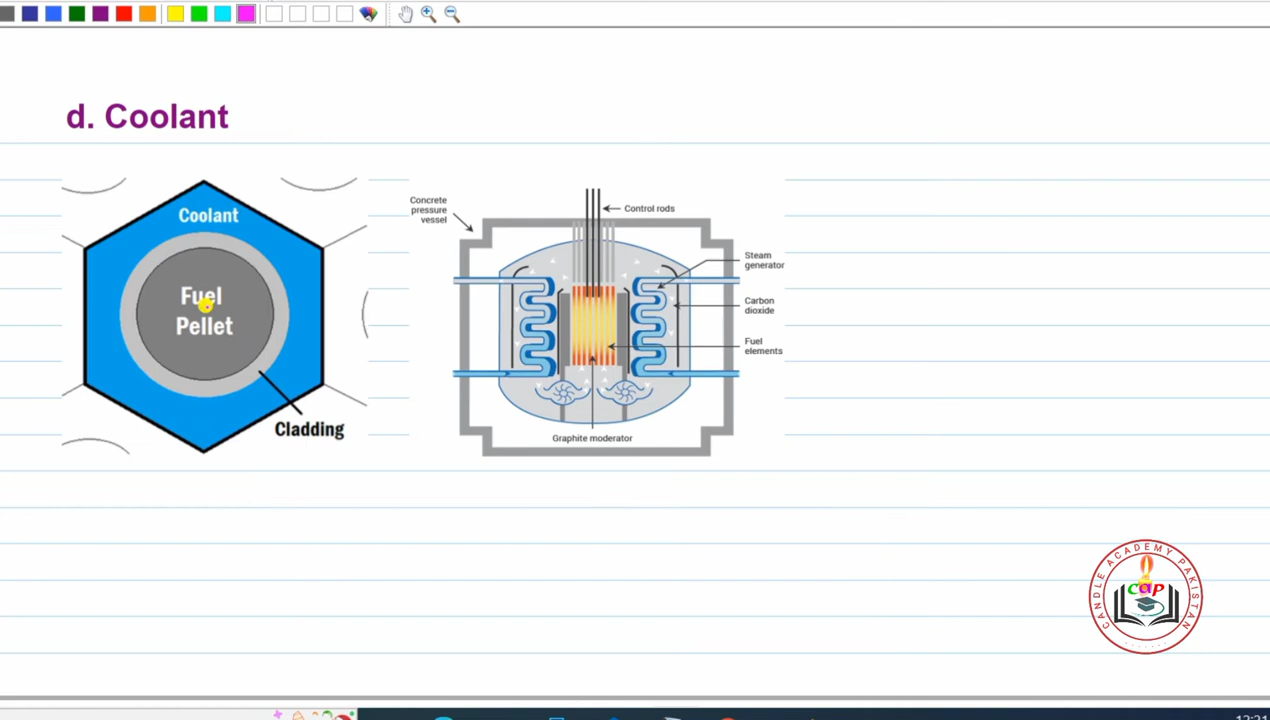 d. Coolant
Coolant
Fuel
Pellet
Cladding
Concrete
pressure
vessel
Control rods
Steam
generator
Carbon
dioxide
Fuel
elements
Graphite moderator
CANDLE ACADEMY PAKISTAN
CAP